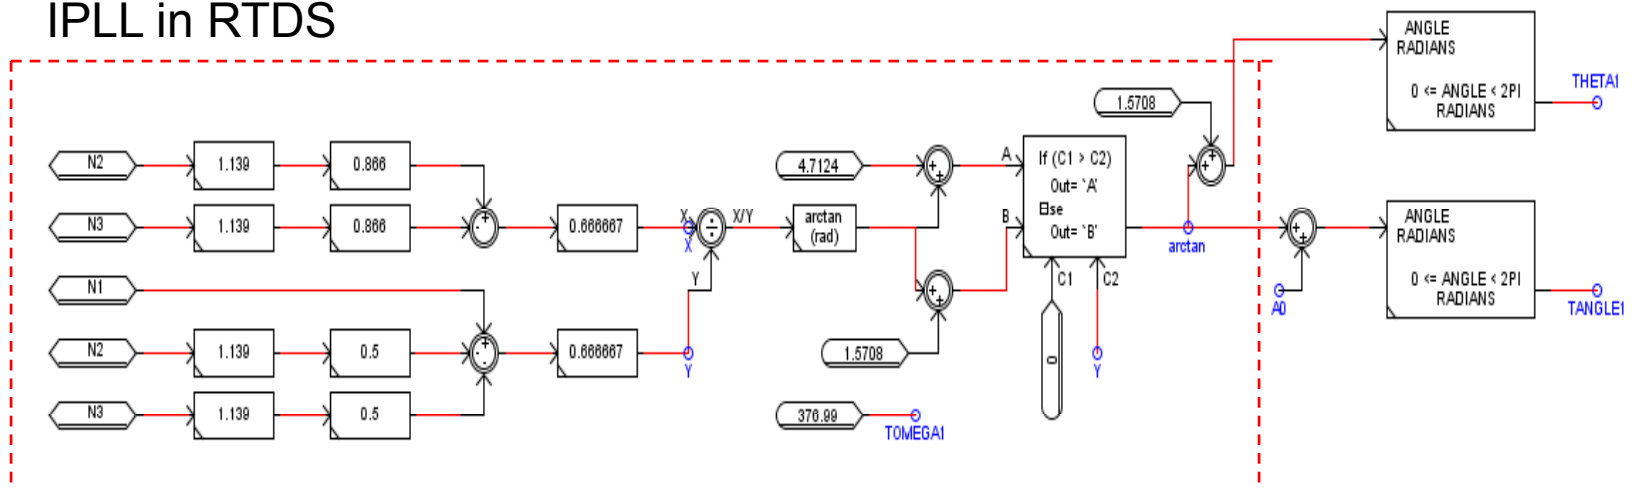 IPLL in RTDS
ANGLE
RADIANS
0 <= ANGLE < 2PI
RADIANS
THETA1
1.5708
N2
1.139
0.866
4.7124
A
If (C1 > C2)
Out= `A'
Else
Out= `B'
N3
1.139
0.866
0.666667
X
X
X/Y
arctan
(rad)
B
arctan
ANGLE
RADIANS
0 <= ANGLE < 2PI
RADIANS
TANGLE1
N1
Y
C1
C2
A0
N2
1.139
0.5
0.666667
Y
1.5708
0
Y
N3
1.139
0.5
376.99
TOMEGA1